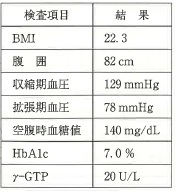 検査項目 結果
BMI 22.3
腹囲 82 cm
収縮期血圧 129 mmHg
拡張期血圧 78 mmHg
空腹時血糖値 140 mg/dL
HbA1c 7.0 %
γ-GTP 20 U/L